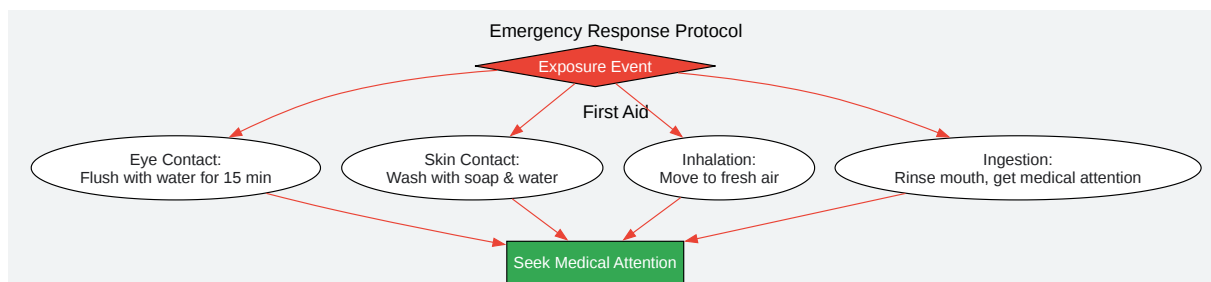 Emergency Response Protocol
Exposure Event
First Aid
Eye Contact:
Flush with water for 15 min
Skin Contact:
Wash with soap & water
Inhalation:
Move to fresh air
Ingestion:
Rinse mouth, get medical attention
Seek Medical Attention